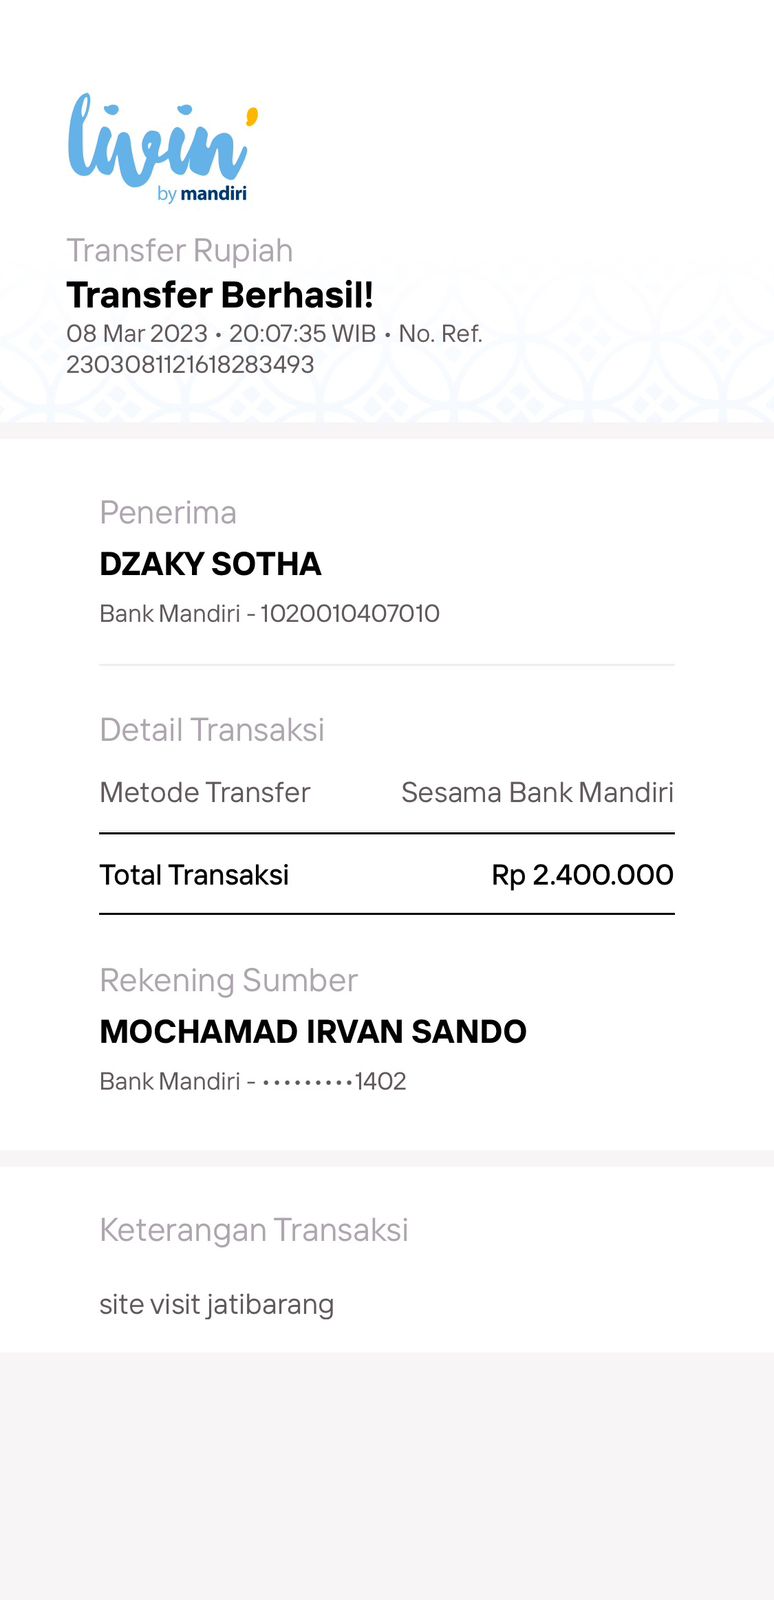 livin'
by mandiri
Transfer Rupiah
Transfer Berhasil!
08 Mar 2023 • 20:07:35 WIB • No. Ref.
2303081121618283493
Penerima
DZAKY SOTHA
Bank Mandiri - 1020010407010
Detail Transaksi
Metode Transfer Sesama Bank Mandiri
Total Transaksi Rp 2.400.000
Rekening Sumber
MOCHAMAD IRVAN SANDO
Bank Mandiri - •••••••••1402
Keterangan Transaksi
site visit jatibarang